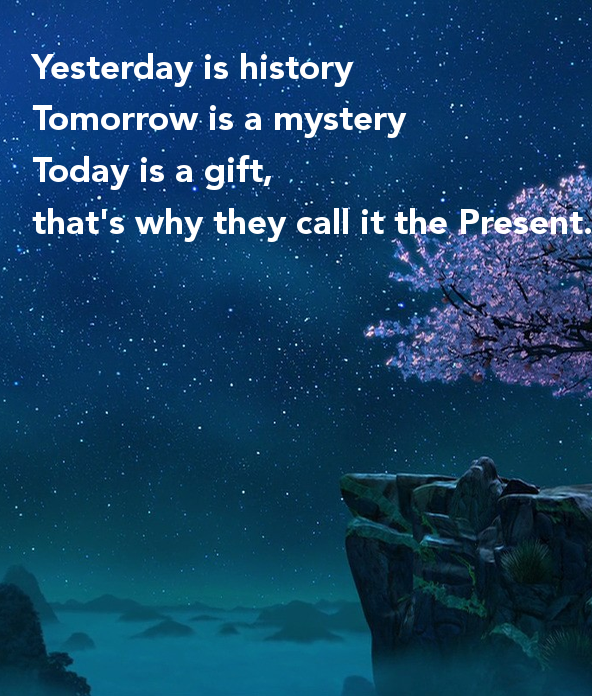 Yesterday is history
Tomorrow is a mystery
Today is a gift,
that's why they call it the Present.